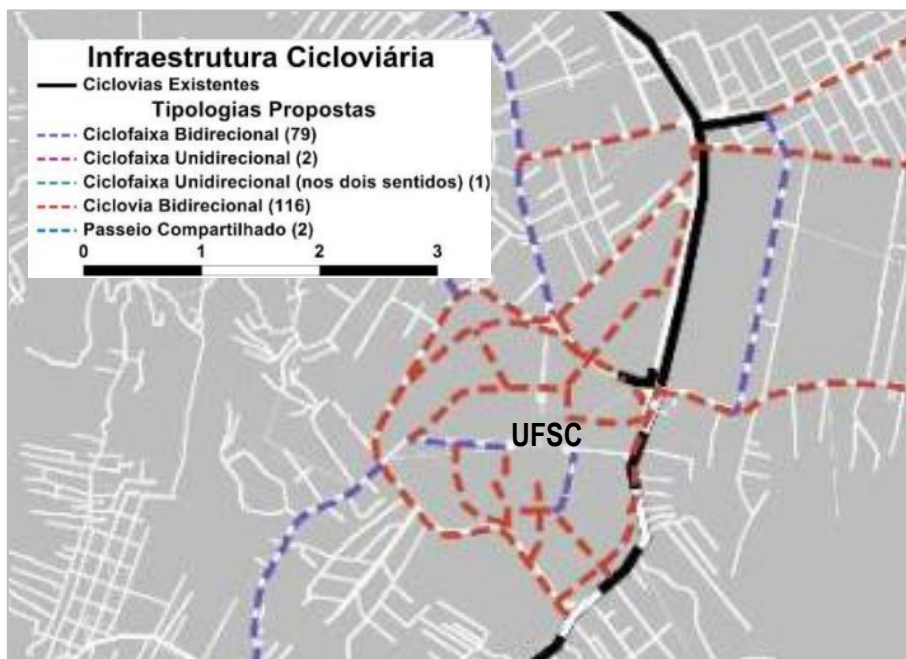 Infraestrutura Cicloviária
Ciclovias Existentes
Tipologias Propostas
Ciclofaixa Bidirecional (79)
Ciclofaixa Unidirecional (2)
Ciclofaixa Unidirecional (nos dois sentidos) (1)
Ciclovia Bidirecional (116)
Passeio Compartilhado (2)
0 1 2 3
UFSC